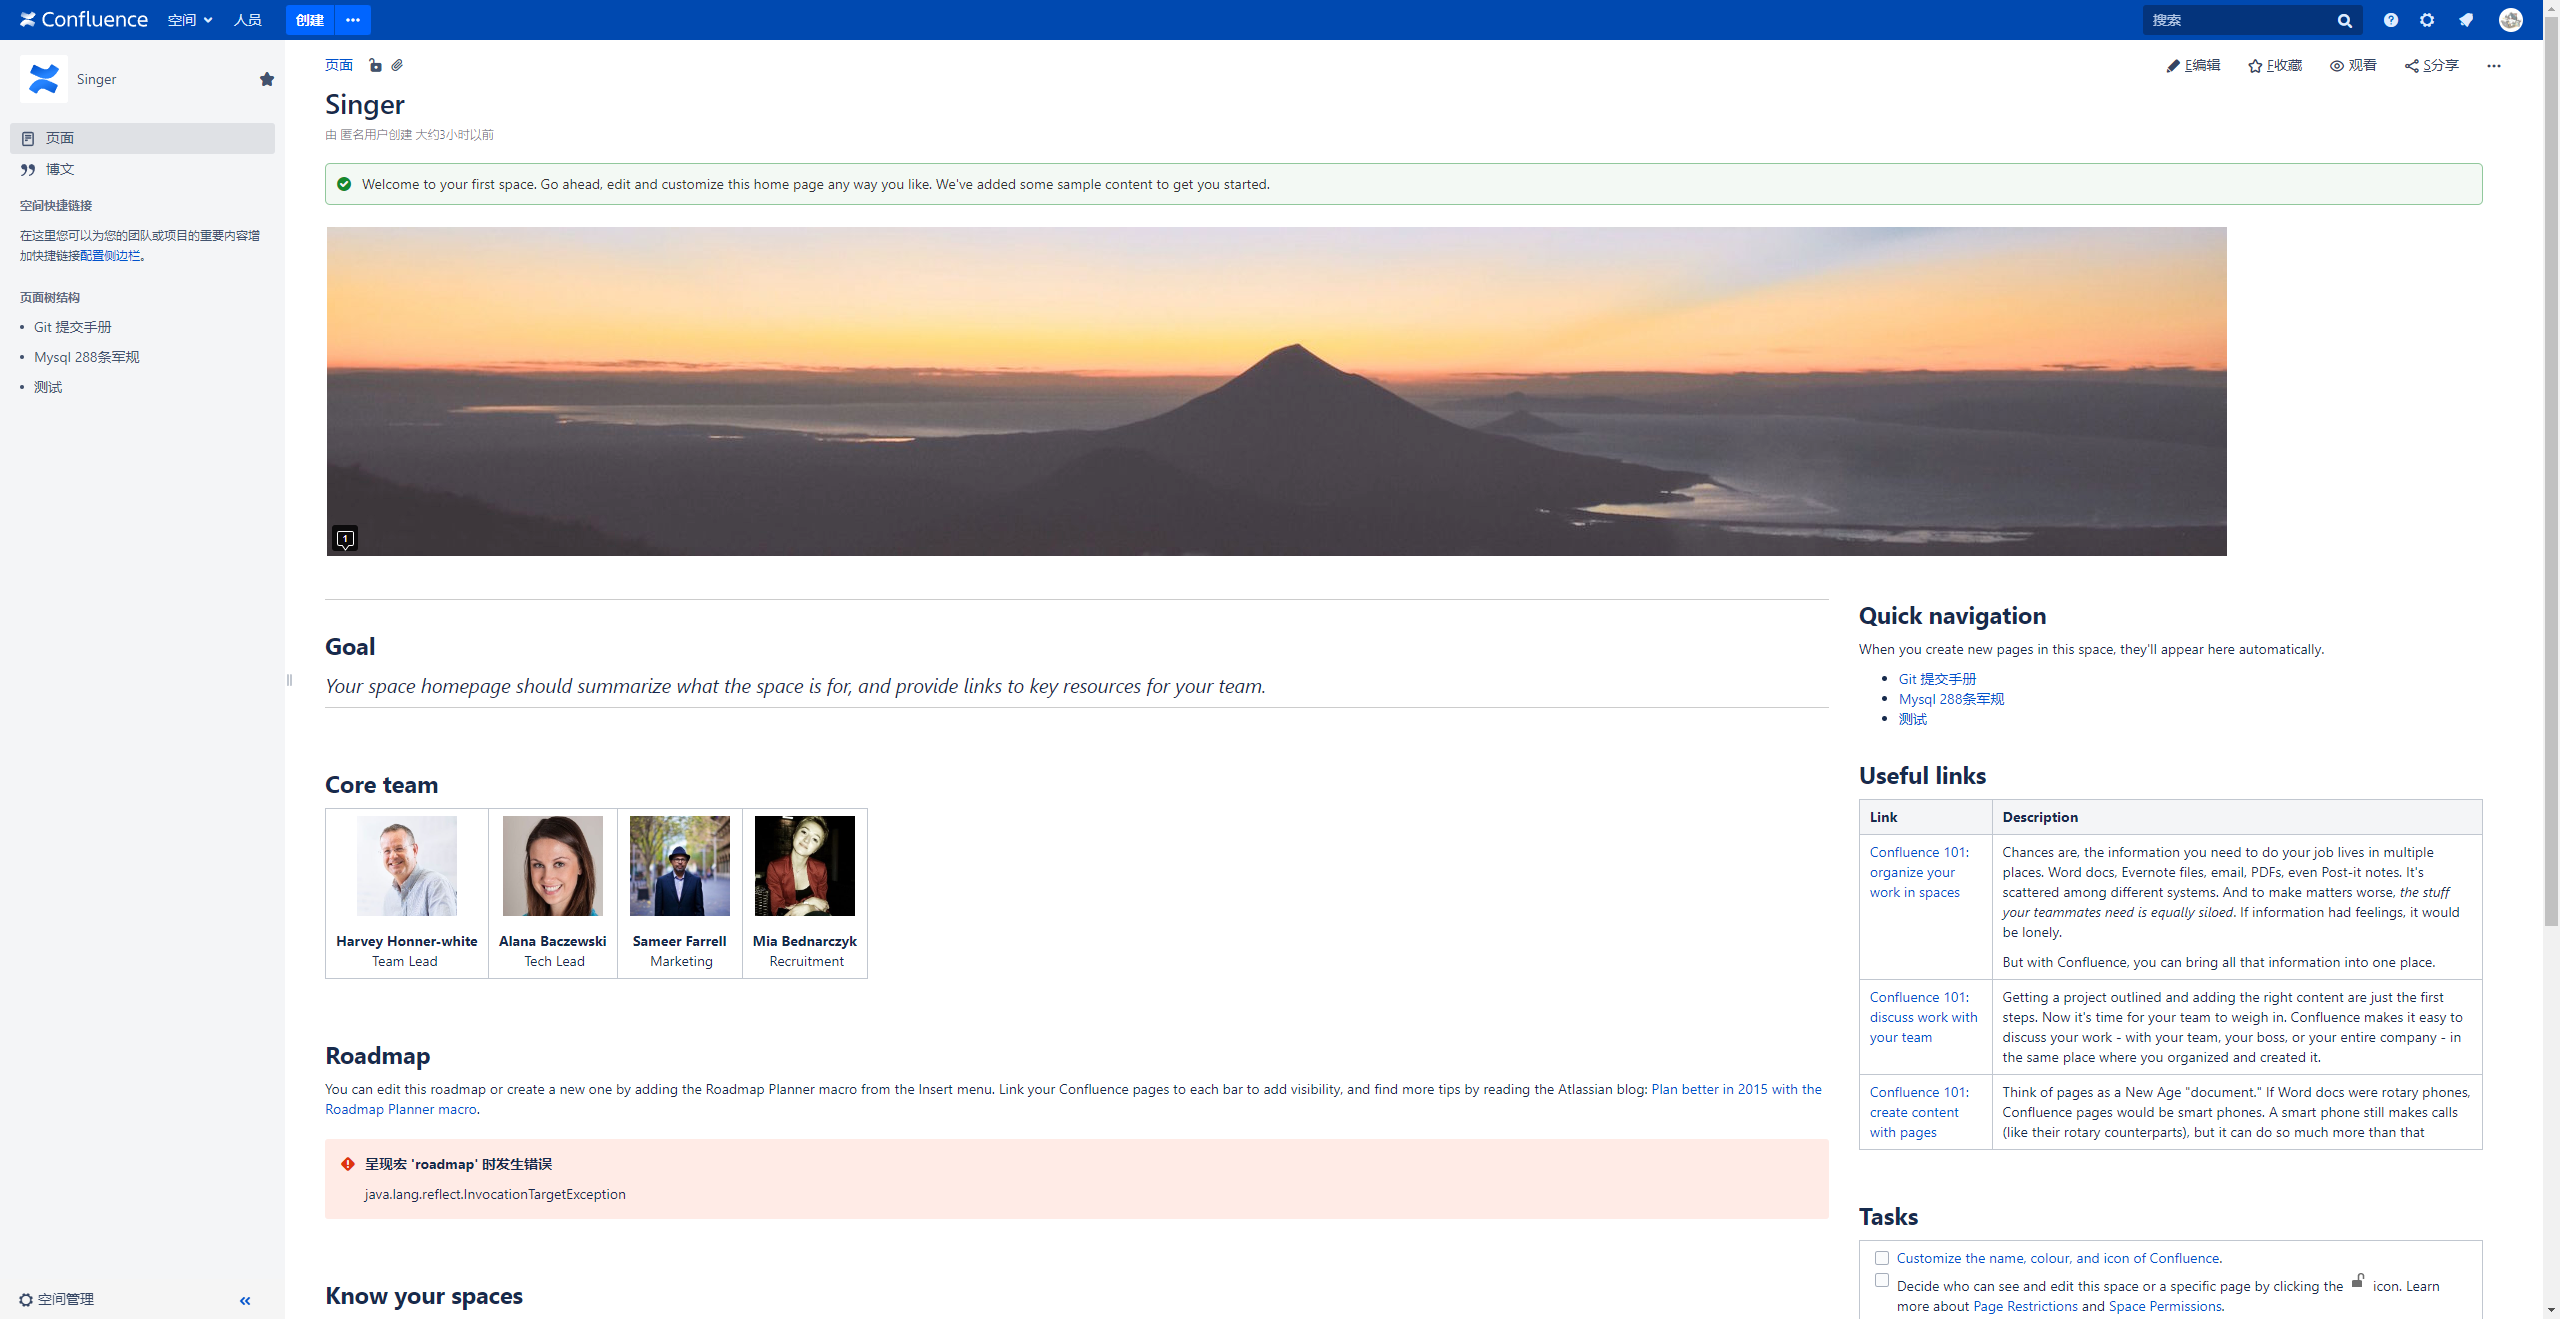 Confluence 空间 人员 创建 ··· 搜索
Singer
页面
博文
空间快捷链接
在这里您可以为您的团队或项目的重要内容增
加快捷链接配置侧边栏。
页面树结构
Git 提交手册
Mysql 288条军规
测试
空间管理
页面
E编辑 F收藏 观看 S分享
Singer
由 匿名用户创建 大约3小时以前
Welcome to your first space. Go ahead, edit and customize this home page any way you like. We've added some sample content to get you started.
1
Goal
Your space homepage should summarize what the space is for, and provide links to key resources for your team.
Core team
Harvey Honner-white Alana Baczewski Sameer Farrell Mia Bednarczyk
Team Lead Tech Lead Marketing Recruitment
Roadmap
You can edit this roadmap or create a new one by adding the Roadmap Planner macro from the Insert menu. Link your Confluence pages to each bar to add visibility, and find more tips by reading the Atlassian blog: Plan better in 2015 with the
Roadmap Planner macro.
呈现宏 'roadmap' 时发生错误
java.lang.reflect.InvocationTargetException
Know your spaces
Quick navigation
When you create new pages in this space, they'll appear here automatically.
Git 提交手册
Mysql 288条军规
测试
Useful links
Link Description
Confluence 101:
organize your
work in spaces
Chances are, the information you need to do your job lives in multiple
places. Word docs, Evernote files, email, PDFs, even Post-it notes. It's
scattered among different systems. And to make matters worse, the stuff
your teammates need is equally siloed. If information had feelings, it would
be lonely.
But with Confluence, you can bring all that information into one place.
Confluence 101:
discuss work with
your team
Getting a project outlined and adding the right content are just the first
steps. Now it's time for your team to weigh in. Confluence makes it easy to
discuss your work - with your team, your boss, or your entire company - in
the same place where you organized and created it.
Confluence 101:
create content
with pages
Think of pages as a New Age "document." If Word docs were rotary phones,
Confluence pages would be smart phones. A smart phone still makes calls
(like their rotary counterparts), but it can do so much more than that
Tasks
Customize the name, colour, and icon of Confluence.
Decide who can see and edit this space or a specific page by clicking the icon. Learn
more about Page Restrictions and Space Permissions.